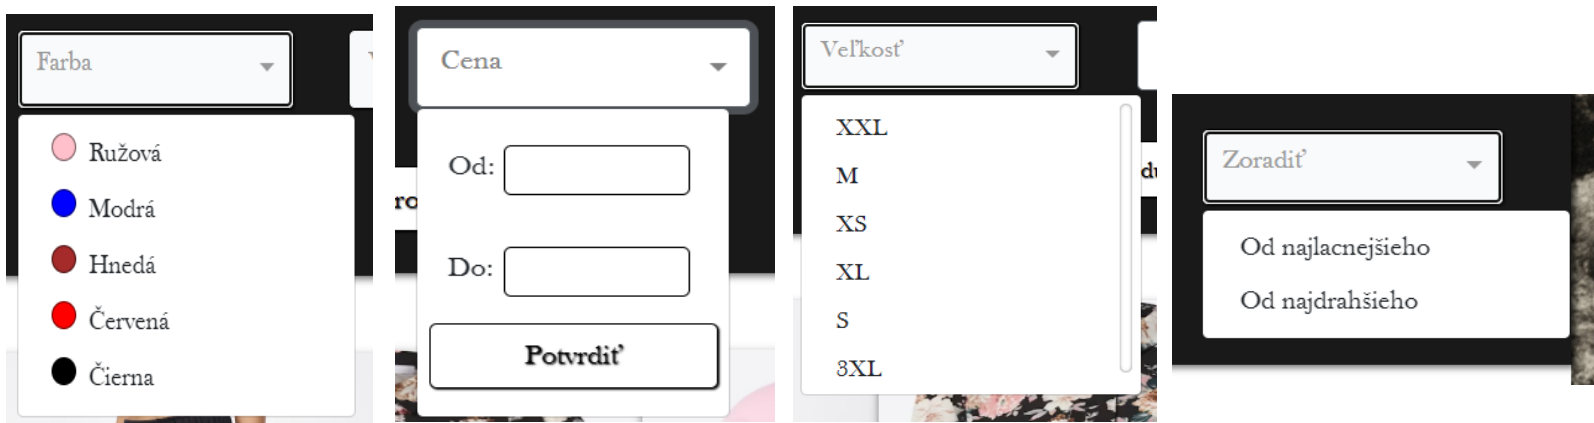 Farba
Ružová
Modrá
Hnedá
Červená
Čierna
Cena
Od:
Do:
Potvrdiť
Veľkosť
XXL
M
XS
XL
S
3XL
Zoradiť
Od najlacnejšieho
Od najdrahšieho